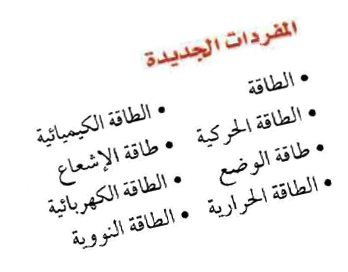 المفردات الجديدة
• الطاقة
• الطاقة الحركية
• طاقة الوضع
• الطاقة الحرارية
• الطاقة الكيميائية
• طاقة الإشعاع
• الطاقة الكهربائية
• الطاقة النووية